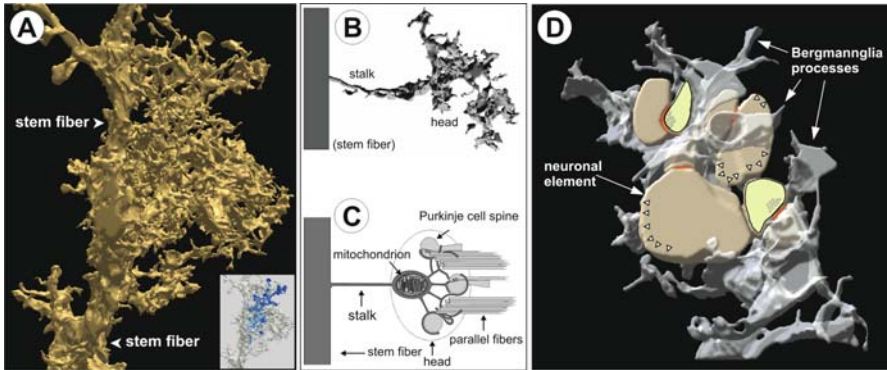 A
stem fiber
stem fiber
B
stalk
head
(stem fiber)
C
Purkinje cell spine
mitochondrion
stalk
parallel fibers
stem fiber
head
D
Bergmannglia
processes
neuronal
element